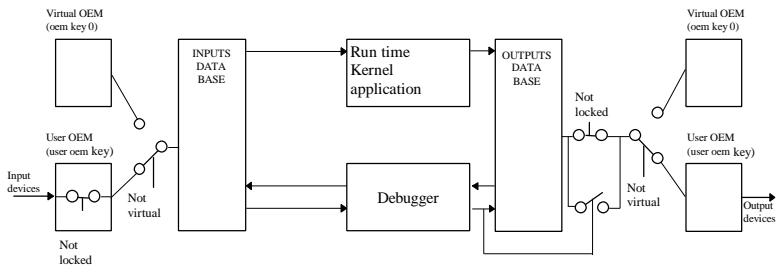 Virtual OEM
(oem key 0)
User OEM
(user oem key)
Input
devices
Not
locked
Not
virtual
INPUTS
DATA
BASE
Run time
Kernel
application
Debugger
OUTPUTS
DATA
BASE
Not
locked
Not
virtual
Virtual OEM
(oem key 0)
User OEM
(user oem key)
Output
devices